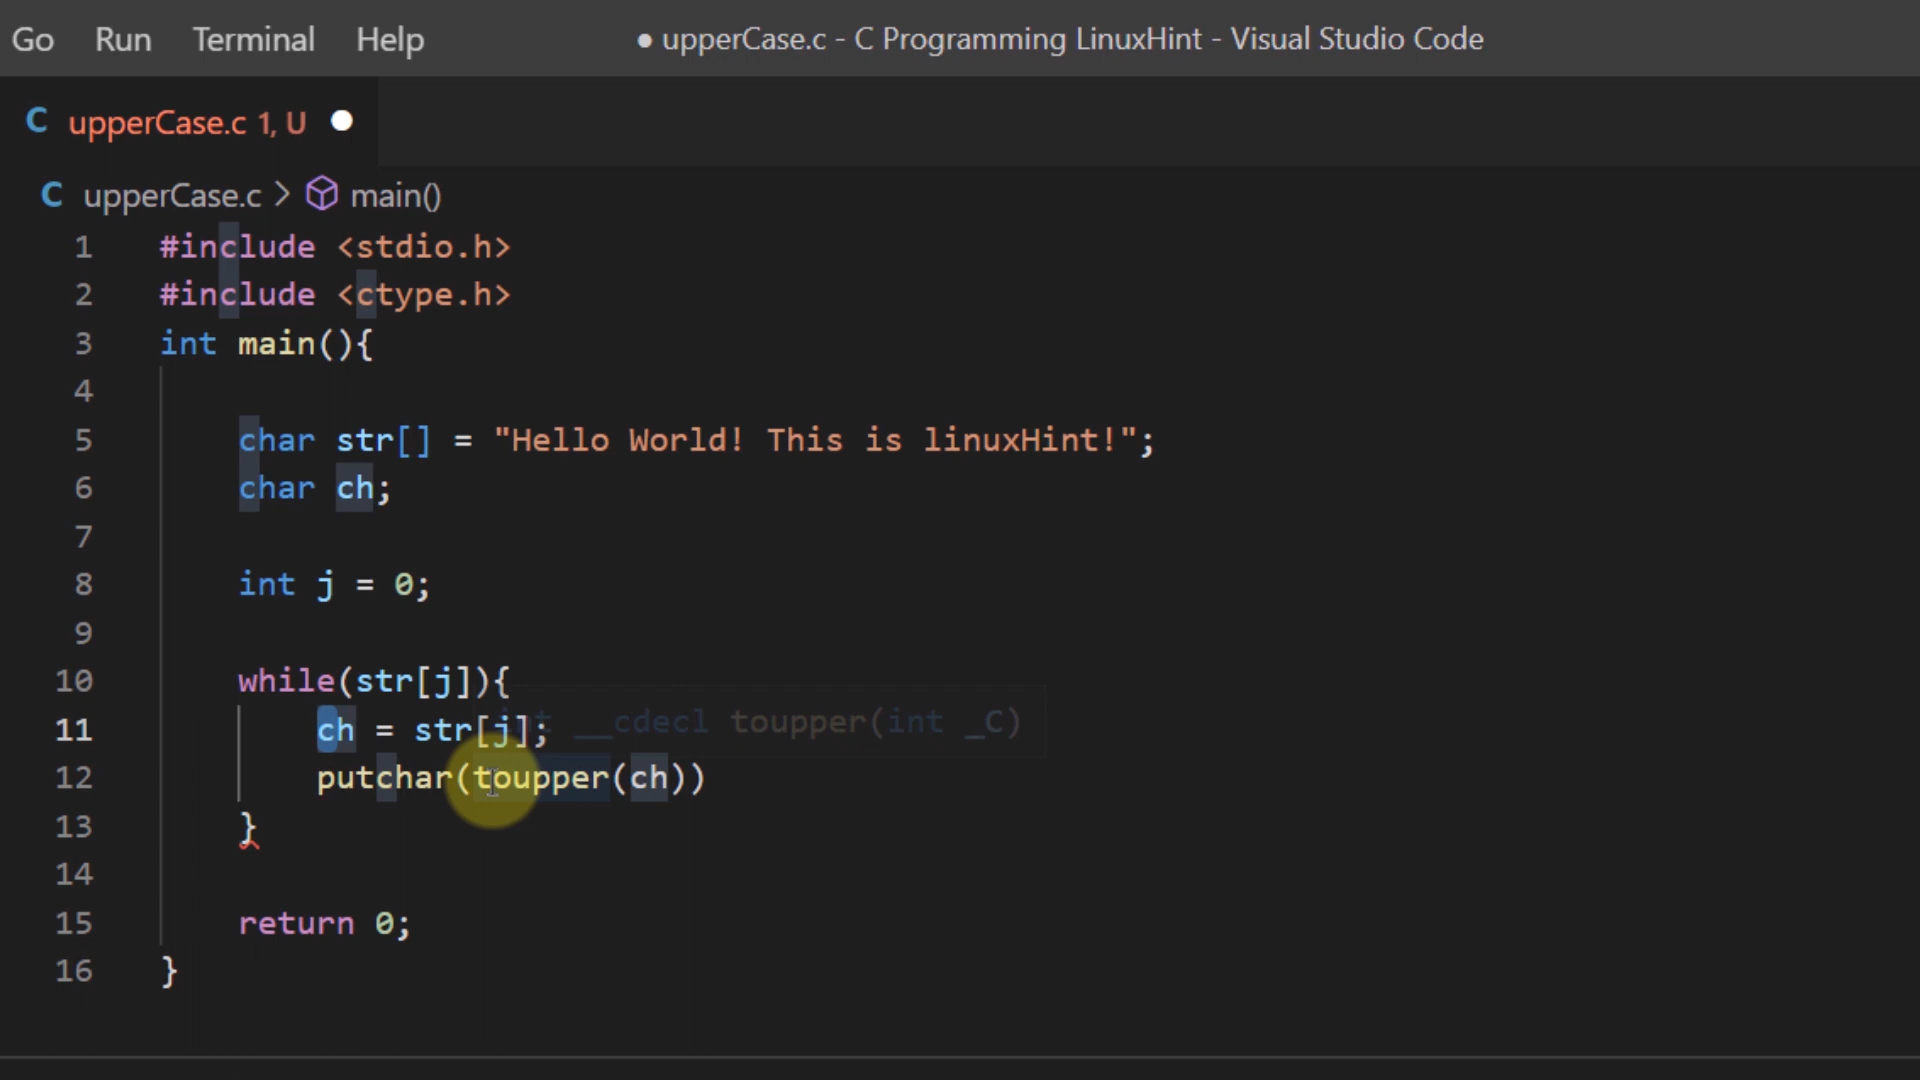 Go Run Terminal Help ● upperCase.c - C Programming LinuxHint - Visual Studio Code
C upperCase.c 1, U ●
C upperCase.c > main()
1 #include <stdio.h>
2 #include <ctype.h>
3 int main(){
4
5 char str[] = "Hello World! This is linuxHint!";
6 char ch;
7
8 int j = 0;
9
10 while(str[j]){
int __cdecl toupper(int _C)
11 ch = str[j];
12 putchar(toupper(ch))
13 }
14
15 return 0;
16 }